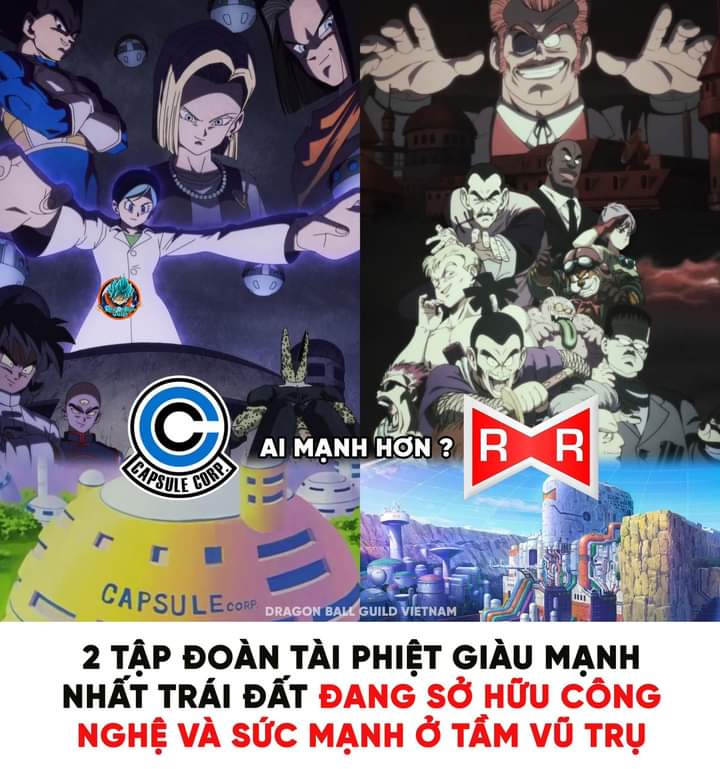 CAPSULE CORP.
AI MẠNH HƠN ?
R R
CAPSULE CORP.
DRAGON BALL GUILD VIETNAM
2 TẬP ĐOÀN TÀI PHIỆT GIÀU MẠNH
NHẤT TRÁI ĐẤT ĐANG SỞ HỮU CÔNG
NGHỆ VÀ SỨC MẠNH Ở TẦM VŨ TRỤ